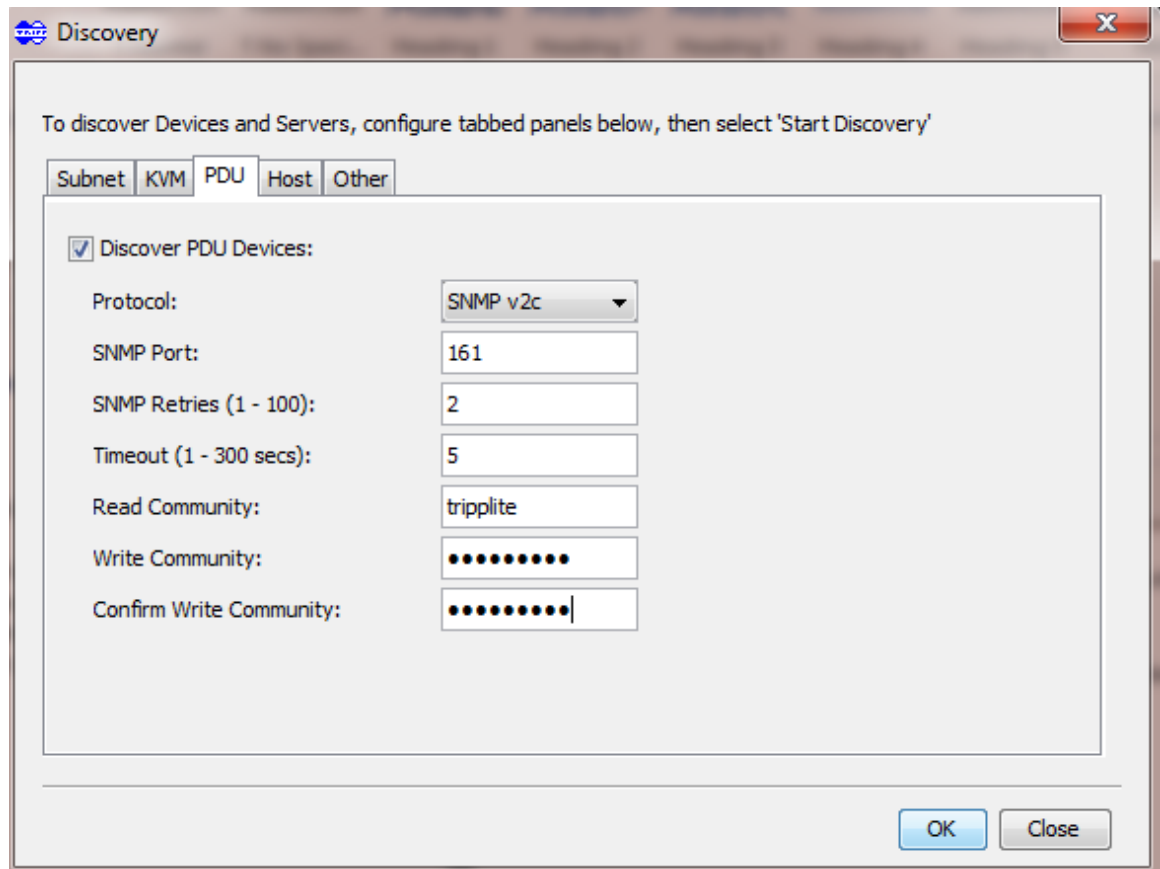 Discovery
To discover Devices and Servers, configure tabbed panels below, then select 'Start Discovery'
Subnet KVM PDU Host Other
Discover PDU Devices:
Protocol: SNMP v2c
SNMP Port: 161
SNMP Retries (1 - 100): 2
Timeout (1 - 300 secs): 5
Read Community: tripplite
Write Community: •••••••••
Confirm Write Community: •••••••••
OK Close